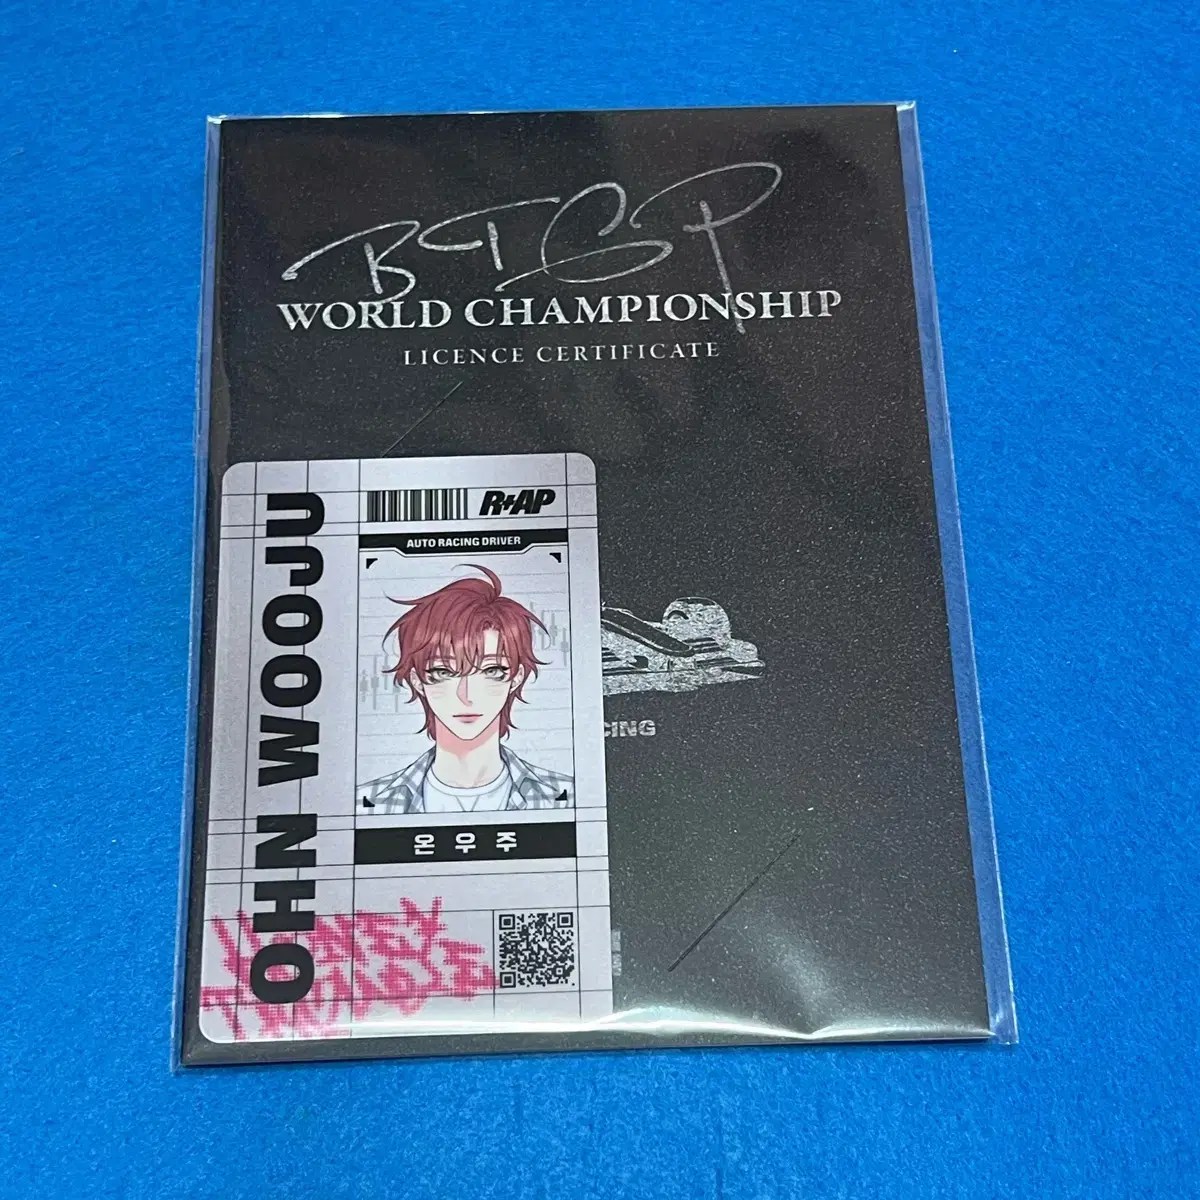 BTGP
WORLD CHAMPIONSHIP
LICENCE CERTIFICATE
R+AP
AUTO RACING DRIVER
OHN WOOJU
온우주
CING